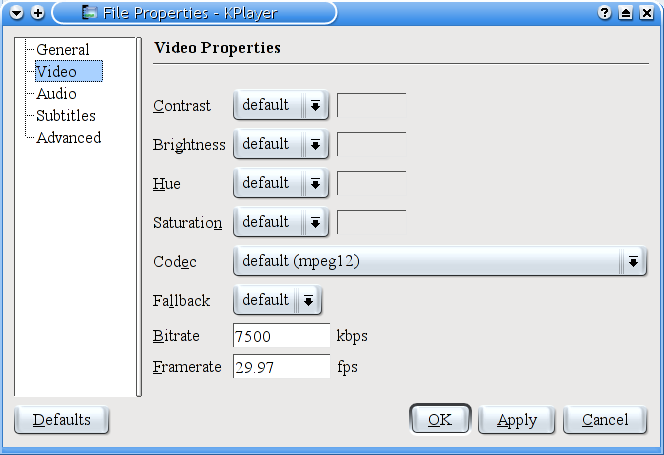 File Properties - KPlayer
General
Video
Audio
Subtitles
Advanced
Video Properties
Contrast default
Brightness default
Hue default
Saturation default
Codec default (mpeg12)
Fallback default
Bitrate 7500 kbps
Framerate 29.97 fps
Defaults OK Apply Cancel